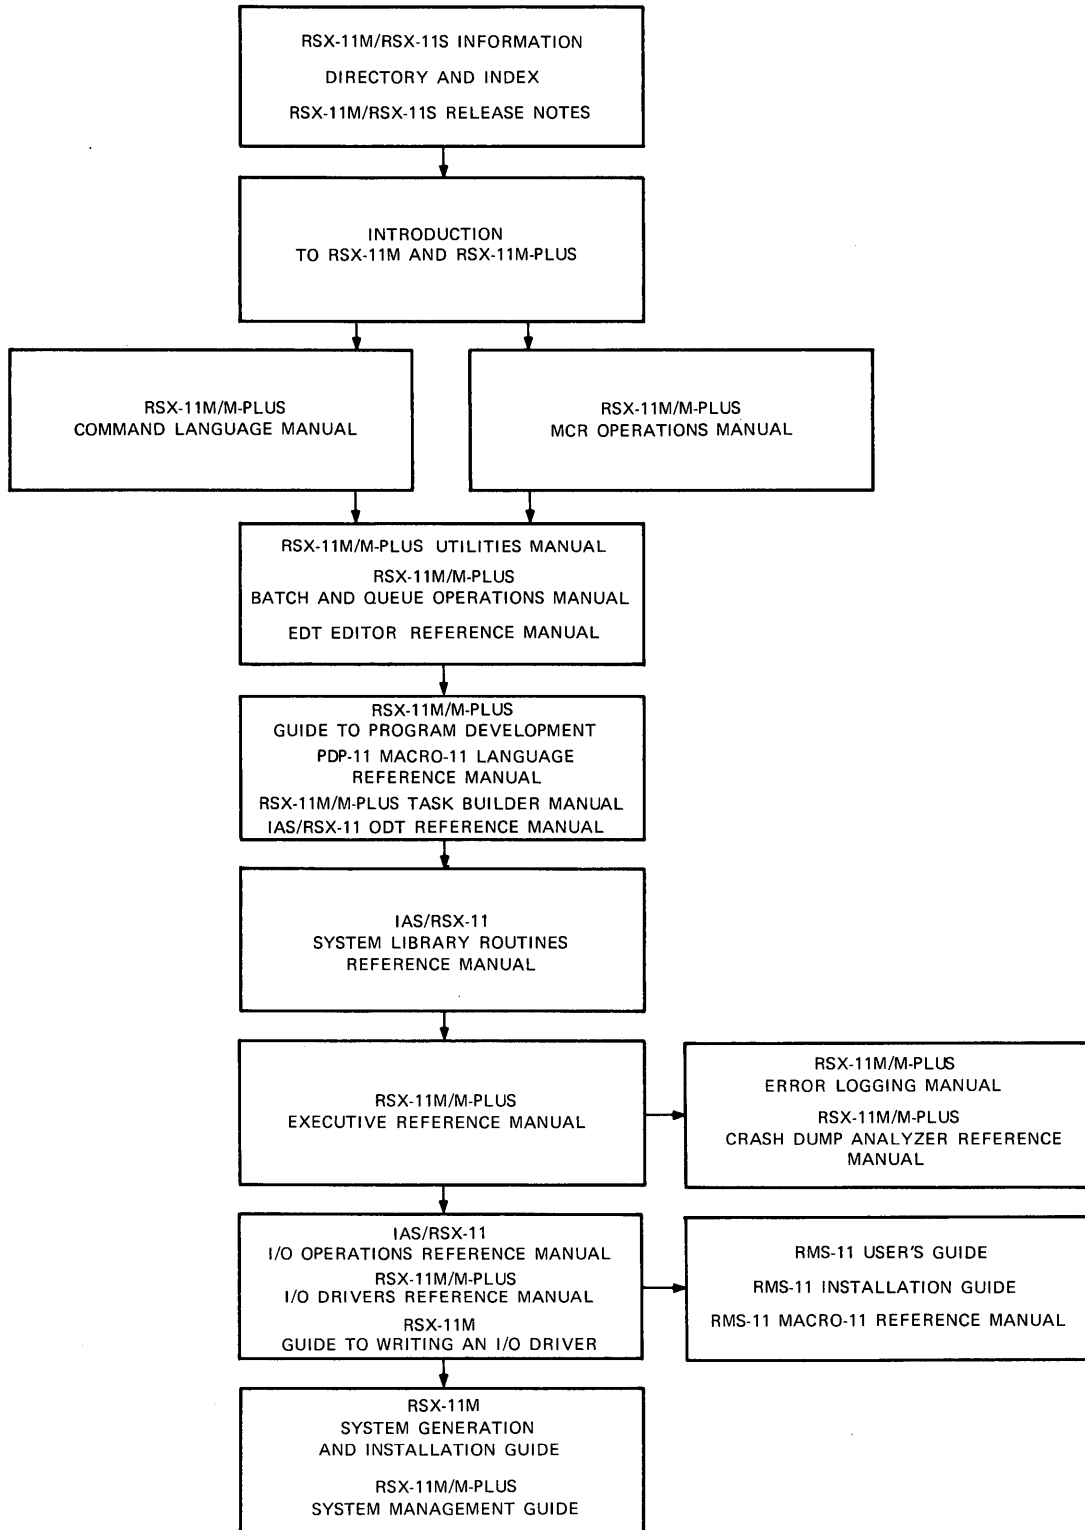 RSX-11M/RSX-11S INFORMATION
DIRECTORY AND INDEX
RSX-11M/RSX-11S RELEASE NOTES
INTRODUCTION
TO RSX-11M AND RSX-11M-PLUS
RSX-11M/M-PLUS
COMMAND LANGUAGE MANUAL
RSX-11M/M-PLUS
MCR OPERATIONS MANUAL
RSX-11M/M-PLUS UTILITIES MANUAL
RSX-11M/M-PLUS
BATCH AND QUEUE OPERATIONS MANUAL
EDT EDITOR REFERENCE MANUAL
RSX-11M/M-PLUS
GUIDE TO PROGRAM DEVELOPMENT
PDP-11 MACRO-11 LANGUAGE
REFERENCE MANUAL
RSX-11M/M-PLUS TASK BUILDER MANUAL
IAS/RSX-11 ODT REFERENCE MANUAL
IAS/RSX-11
SYSTEM LIBRARY ROUTINES
REFERENCE MANUAL
RSX-11M/M-PLUS
EXECUTIVE REFERENCE MANUAL
RSX-11M/M-PLUS
ERROR LOGGING MANUAL
RSX-11M/M-PLUS
CRASH DUMP ANALYZER REFERENCE
MANUAL
IAS/RSX-11
I/O OPERATIONS REFERENCE MANUAL
RSX-11M/M-PLUS
I/O DRIVERS REFERENCE MANUAL
RSX-11M
GUIDE TO WRITING AN I/O DRIVER
RMS-11 USER'S GUIDE
RMS-11 INSTALLATION GUIDE
RMS-11 MACRO-11 REFERENCE MANUAL
RSX-11M
SYSTEM GENERATION
AND INSTALLATION GUIDE
RSX-11M/M-PLUS
SYSTEM MANAGEMENT GUIDE